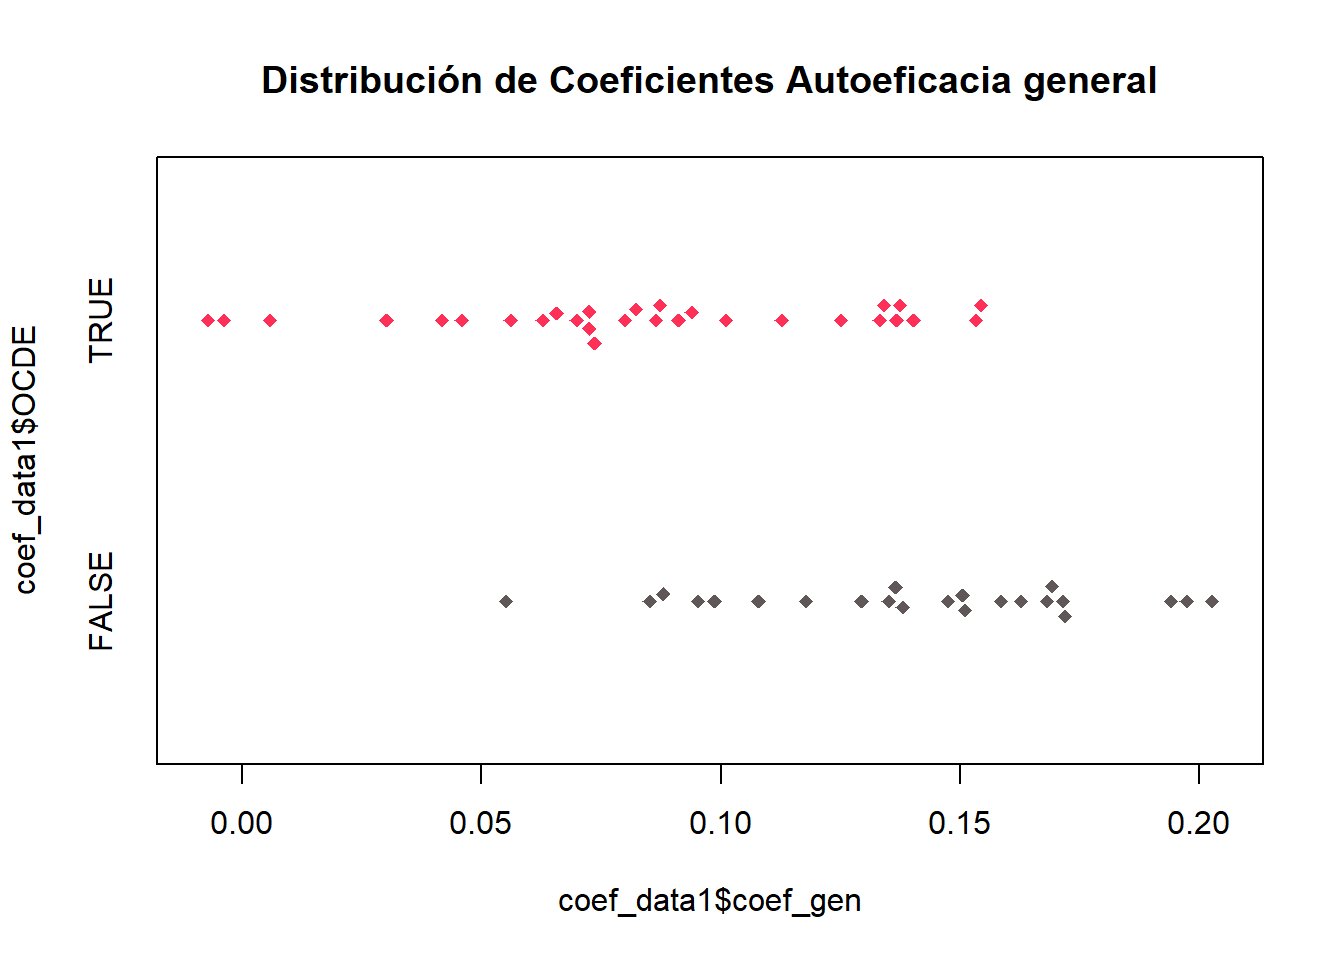 Distribución de Coeficientes Autoeficacia general
coef_data1$OCDE
TRUE
FALSE
0.00 0.05 0.10 0.15 0.20
coef_data1$coef_gen